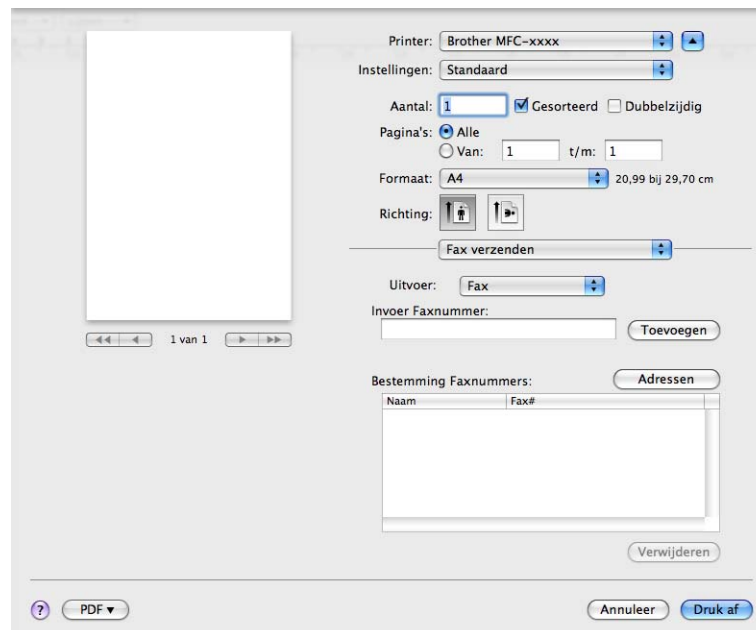 Printer: Brother MFC-xxxx
Instellingen: Standaard
Aantal: 1 Gesorteerd Dubbelzijdig
Pagina's: Alle
Van: 1 t/m: 1
Formaat: A4 20,99 bij 29,70 cm
Richting:
Fax verzenden
Uitvoer: Fax
Invoer Faxnummer:
Toevoegen
1 van 1
Bestemming Faxnummers: Adressen
Naam Fax#
Verwijderen
? PDF Annuleer Druk af